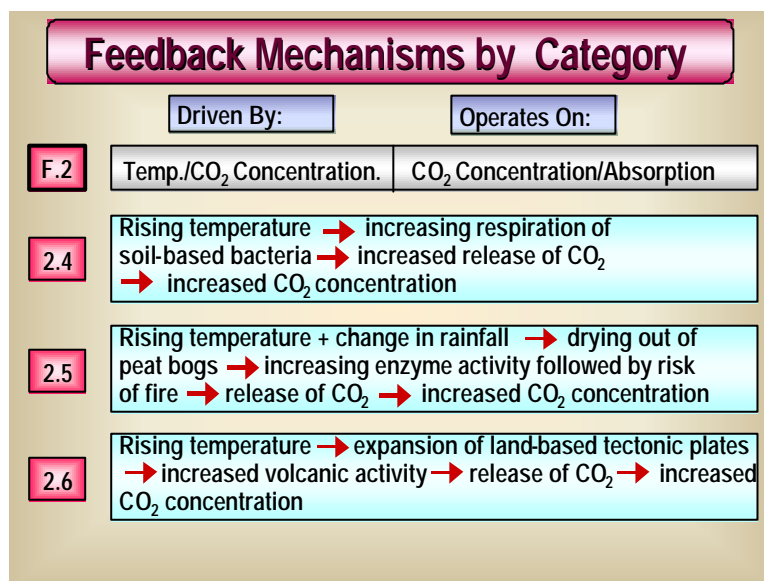 Feedback Mechanisms by Category
Driven By: Operates On:
F.2 Temp./CO₂ Concentration. CO₂ Concentration/Absorption
2.4
Rising temperature → increasing respiration of
soil-based bacteria → increased release of CO₂
→ increased CO₂ concentration
2.5
Rising temperature + change in rainfall → drying out of
peat bogs → increasing enzyme activity followed by risk
of fire → release of CO₂ → increased CO₂ concentration
2.6
Rising temperature → expansion of land-based tectonic plates
→ increased volcanic activity → release of CO₂ → increased
CO₂ concentration